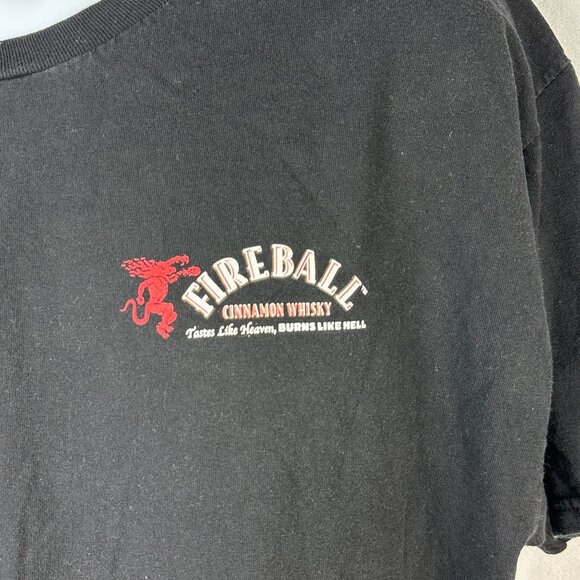 FIREBALL
CINNAMON WHISKY
Tastes Like Heaven, BURNS LIKE HELL